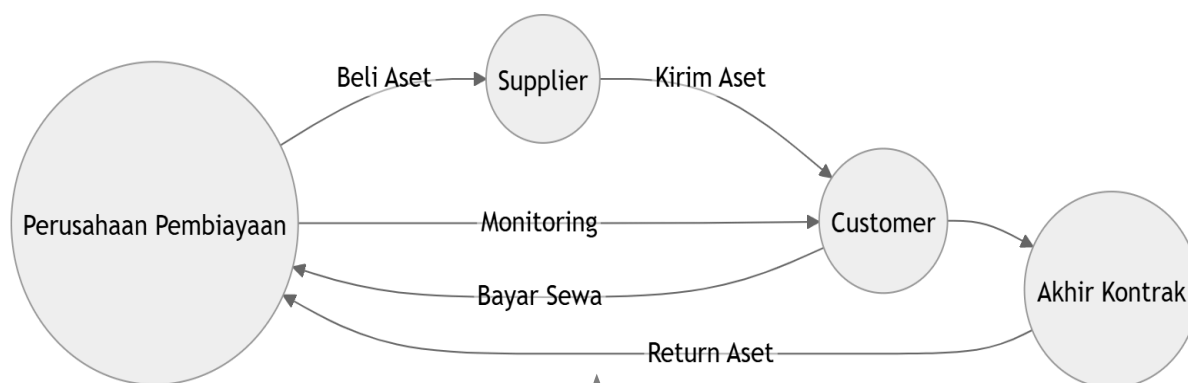 Beli Aset
Supplier
Kirim Aset
Perusahaan Pembiayaan
Monitoring
Customer
Bayar Sewa
Akhir Kontrak
Return Aset